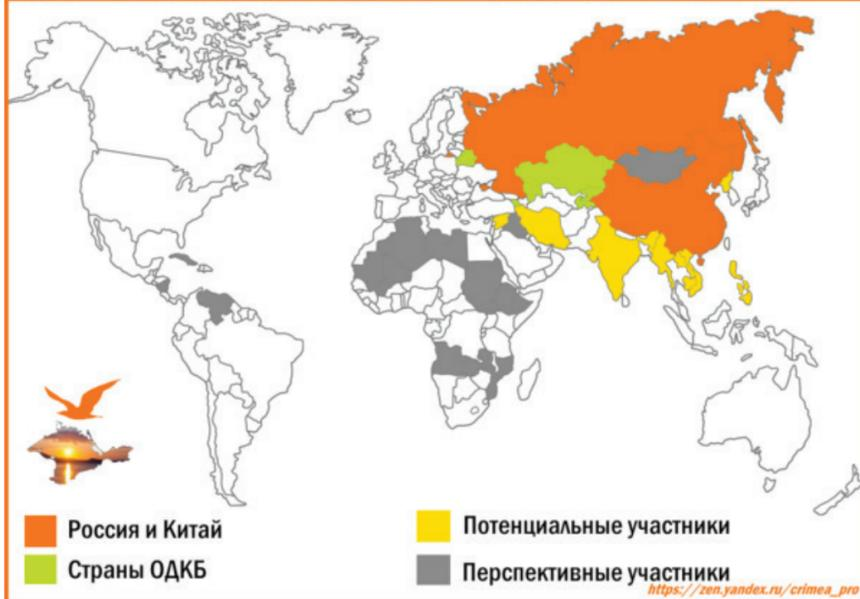 Россия и Китай
Страны ОДКБ
Потенциальные участники
Перспективные участники
https://zen.yandex.ru/crimea_pro